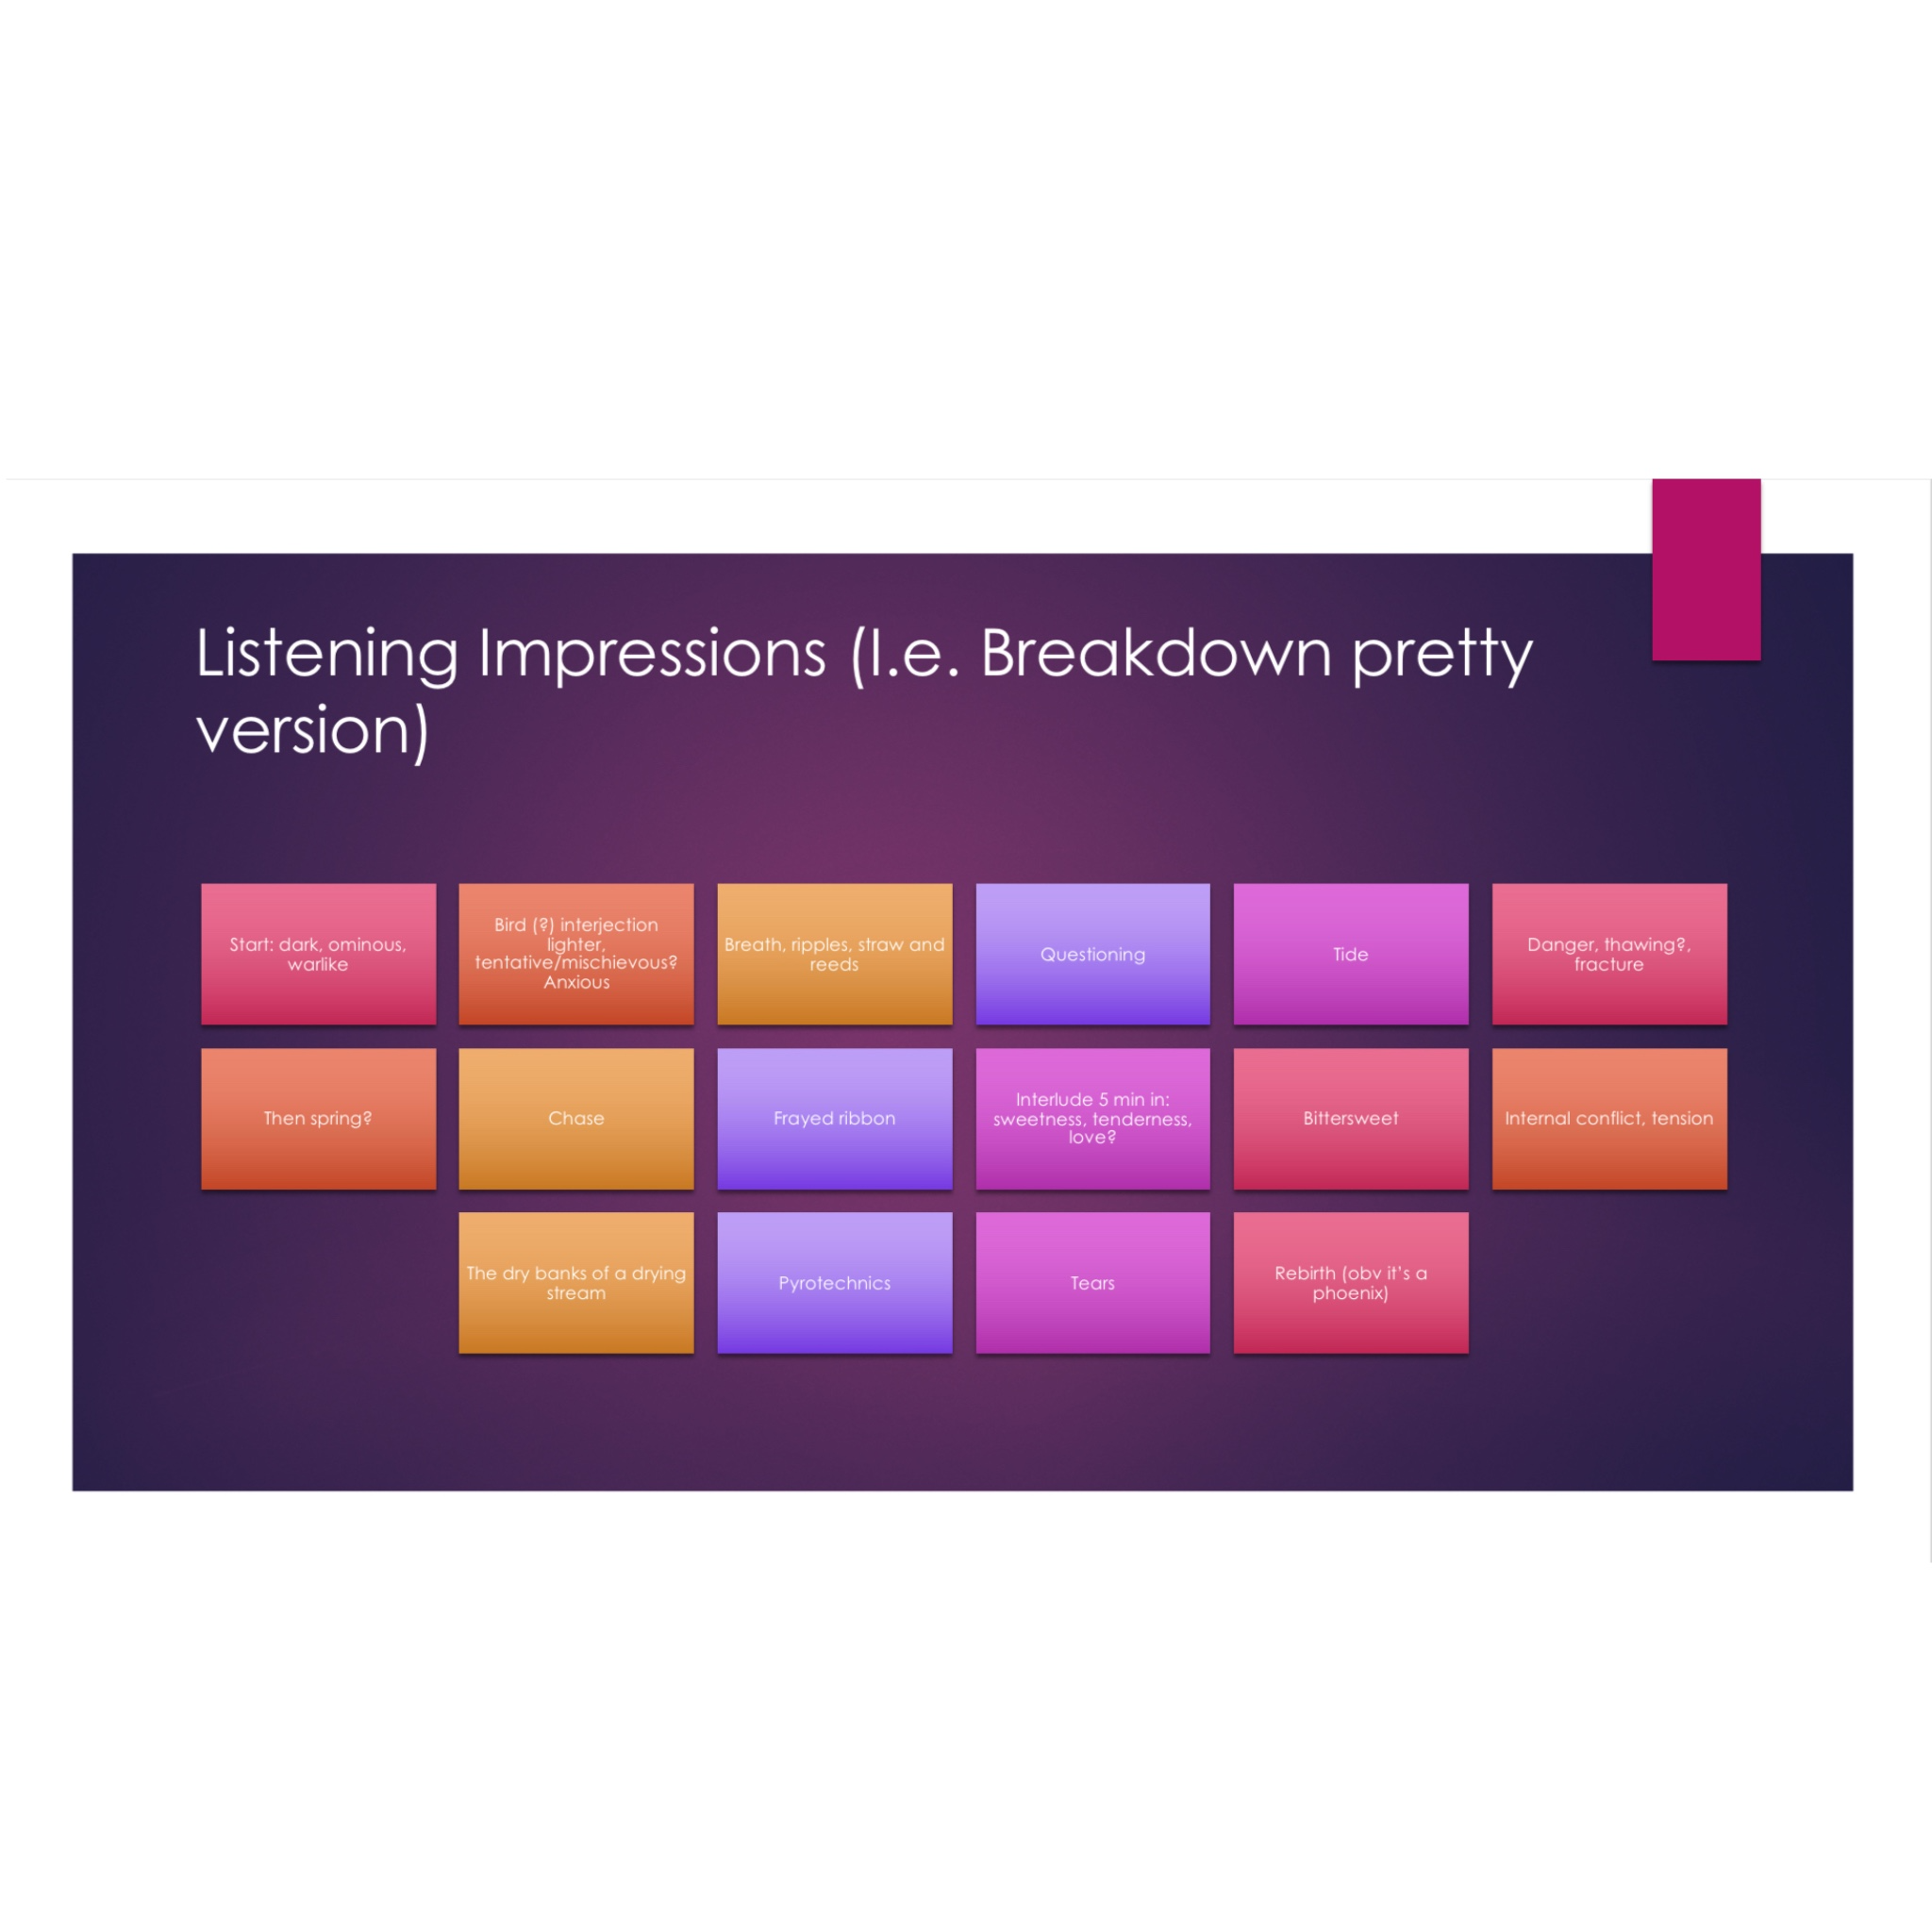 Listening Impressions (I.e. Breakdown pretty
version)
Start: dark, ominous,
warlike
Bird (?) interjection
lighter,
tentative/mischievous?
Anxious
Breath, ripples, straw and
reeds
Questioning
Tide
Danger, thawing?,
fracture
Then spring?
Chase
Frayed ribbon
Interlude 5 min in:
sweetness, tenderness,
love?
Bittersweet
Internal conflict, tension
The dry banks of a drying
stream
Pyrotechnics
Tears
Rebirth (obv it's a
phoenix)